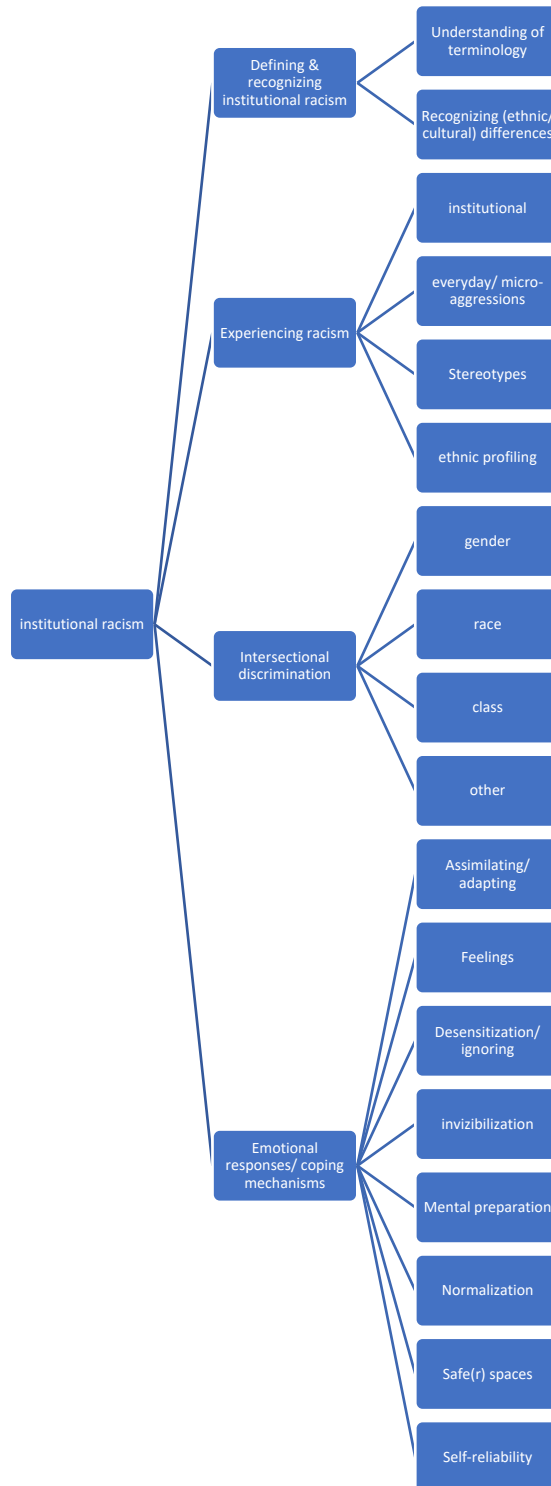 Understanding of
terminology
Defining &
recognizing
institutional racism
Recognizing (ethnic/
cultural) differences
institutional
everyday/ micro-
aggressions
Experiencing racism
Stereotypes
ethnic profiling
gender
institutional racism
race
Intersectional
discrimination
class
other
Assimilating/
adapting
Feelings
Desensitization/
ignoring
invizibilization
Emotional
responses/ coping
mechanisms
Mental preparation
Normalization
Safe(r) spaces
Self-reliability